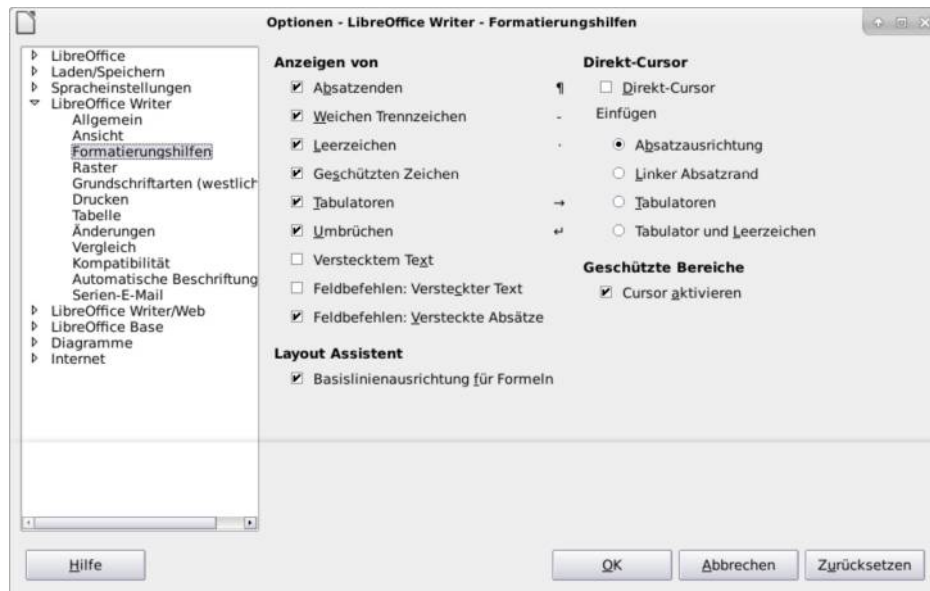 Optionen - LibreOffice Writer - Formatierungshilfen
LibreOffice
Laden/Speichern
Spracheinstellungen
LibreOffice Writer
Allgemein
Ansicht
Formatierungshilfen
Raster
Grundschriftarten (westlich
Drucken
Tabelle
Änderungen
Vergleich
Kompatibilität
Automatische Beschriftung
Serien-E-Mail
LibreOffice Writer/Web
LibreOffice Base
Diagramme
Internet
Anzeigen von
Absatzenden ¶
Weichen Trennzeichen -
Leerzeichen ·
Geschützten Zeichen
Tabulatoren →
Umbrüchen ↵
Verstecktem Text
Feldbefehlen: Versteckter Text
Feldbefehlen: Versteckte Absätze
Layout Assistent
Basislinienausrichtung für Formeln
Direkt-Cursor
Direkt-Cursor
Einfügen
Absatzausrichtung
Linker Absatzrand
Tabulatoren
Tabulator und Leerzeichen
Geschützte Bereiche
Cursor aktivieren
Hilfe
OK
Abbrechen
Zurücksetzen